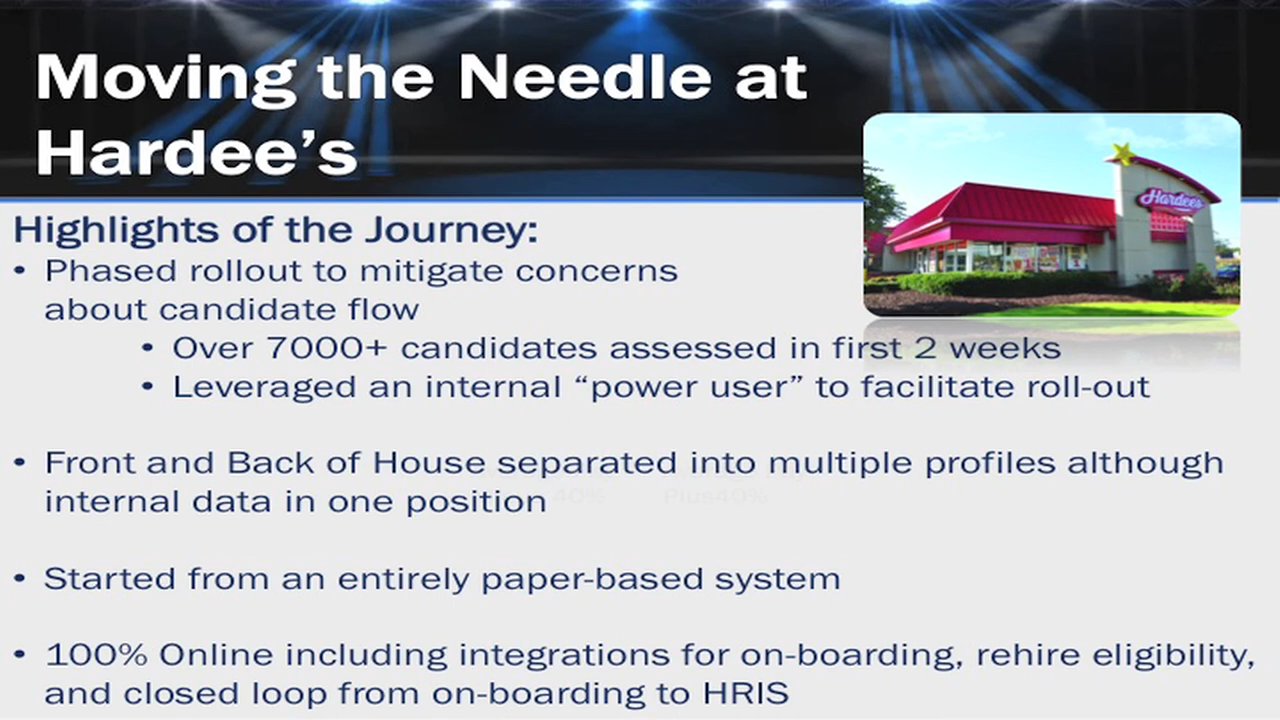 Moving the Needle at
Hardee’s
Hardee's
Highlights of the Journey:
• Phased rollout to mitigate concerns
about candidate flow
• Over 7000+ candidates assessed in first 2 weeks
• Leveraged an internal “power user” to facilitate roll-out
• Front and Back of House separated into multiple profiles although
internal data in one position
40% Plus40%
• Started from an entirely paper-based system
• 100% Online including integrations for on-boarding, rehire eligibility,
and closed loop from on-boarding to HRIS